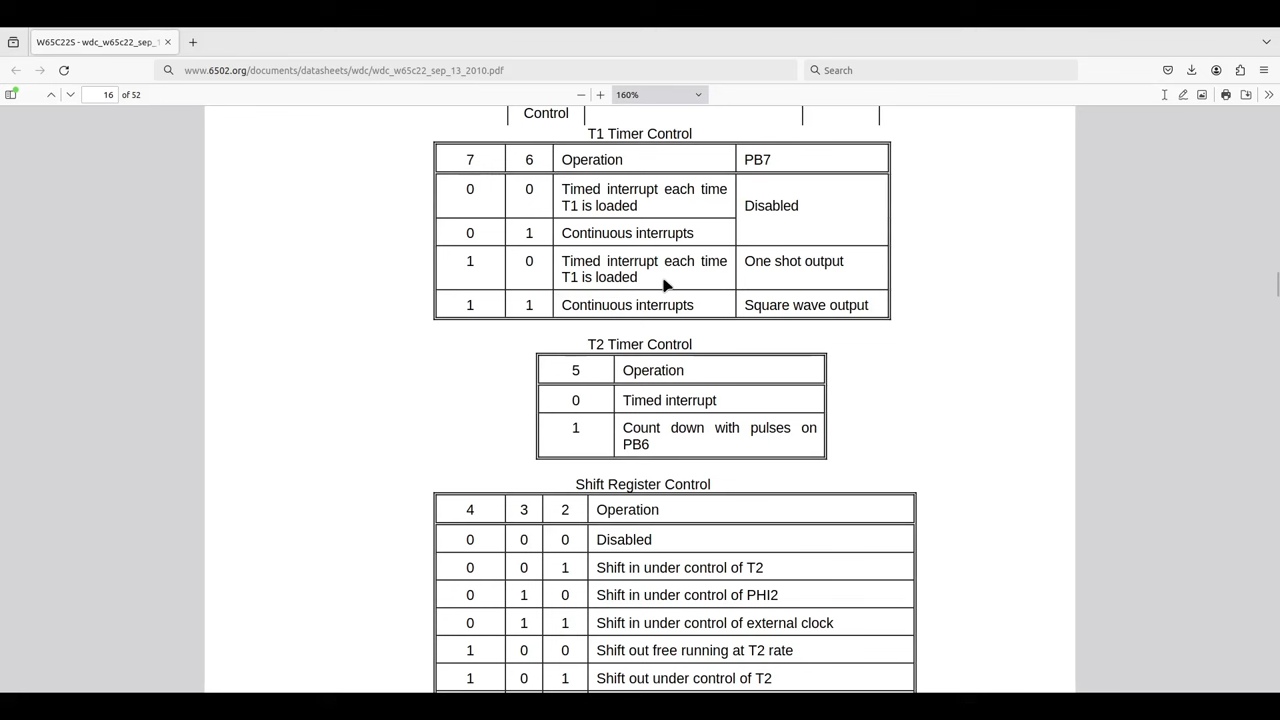 W65C22S - wdc_w65c22_sep_1
www.6502.org/documents/datasheets/wdc/wdc_w65c22_sep_13_2010.pdf
Search
16 of 52
160%
Control
T1 Timer Control
7 6 Operation PB7
0 0 Timed interrupt each time
T1 is loaded
Disabled
0 1 Continuous interrupts
1 0 Timed interrupt each time One shot output
T1 is loaded
1 1 Continuous interrupts Square wave output
T2 Timer Control
5 Operation
0 Timed interrupt
1 Count down with pulses on
PB6
Shift Register Control
4 3 2 Operation
0 0 0 Disabled
0 0 1 Shift in under control of T2
0 1 0 Shift in under control of PHI2
0 1 1 Shift in under control of external clock
1 0 0 Shift out free running at T2 rate
1 0 1 Shift out under control of T2